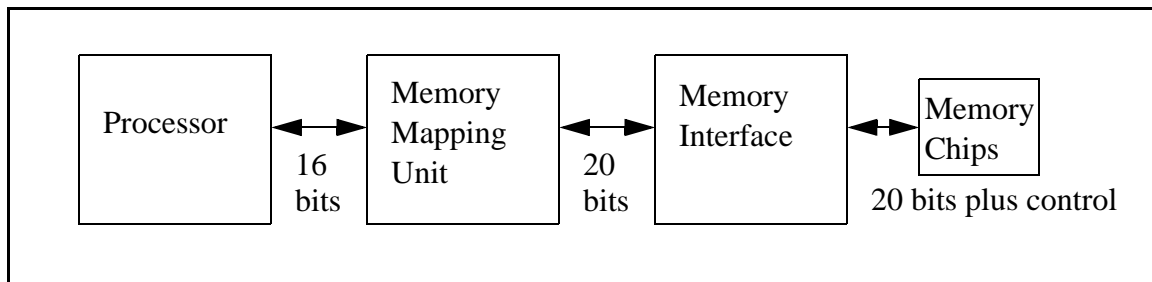 Processor
16
bits
Memory
Mapping
Unit
20
bits
Memory
Interface
Memory
Chips
20 bits plus control